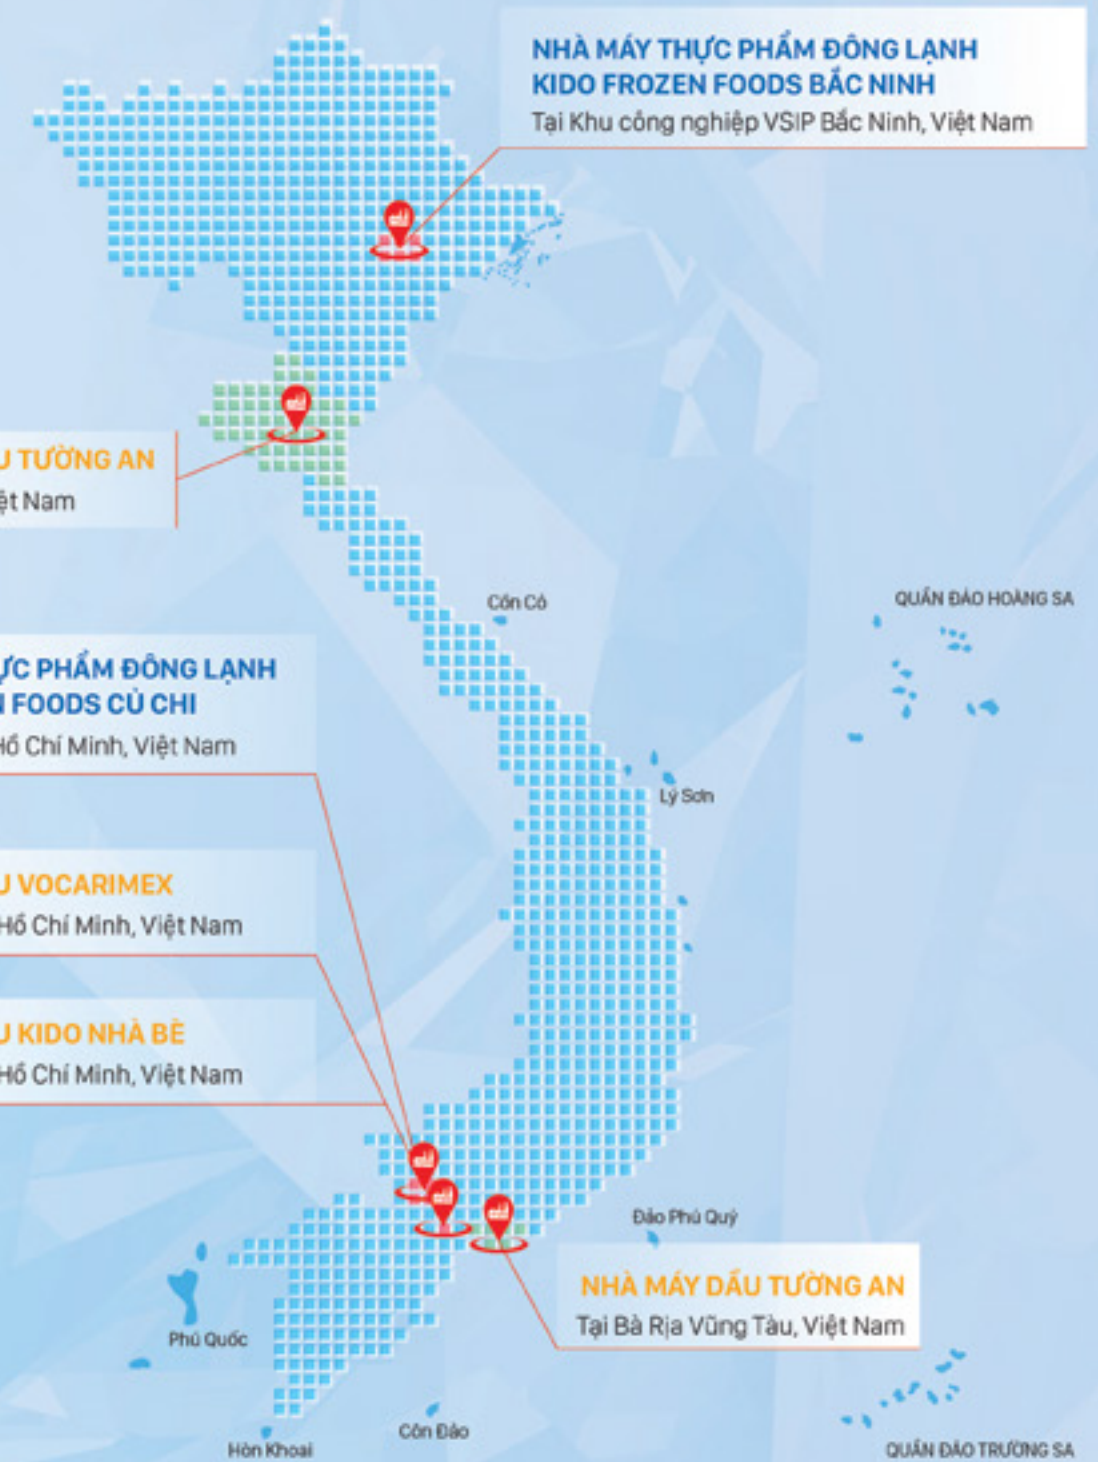 NHÀ MÁY THỰC PHẨM ĐÔNG LẠNH
KIDO FROZEN FOODS BẮC NINH
Tại Khu công nghiệp VSIP Bắc Ninh, Việt Nam
U TƯỜNG AN
ệt Nam
Cồn Cỏ
QUẦN ĐẢO HOÀNG SA
ỰC PHẨM ĐÔNG LẠNH
FOODS CỦ CHI
Hồ Chí Minh, Việt Nam
Lý Sơn
U VOCARIMEX
Hồ Chí Minh, Việt Nam
U KIDO NHÀ BÈ
Hồ Chí Minh, Việt Nam
Đảo Phú Quý
NHÀ MÁY DẦU TƯỜNG AN
Tại Bà Rịa Vũng Tàu, Việt Nam
Phú Quốc
Côn Đảo
Hòn Khoai
QUẦN ĐẢO TRƯỜNG SA